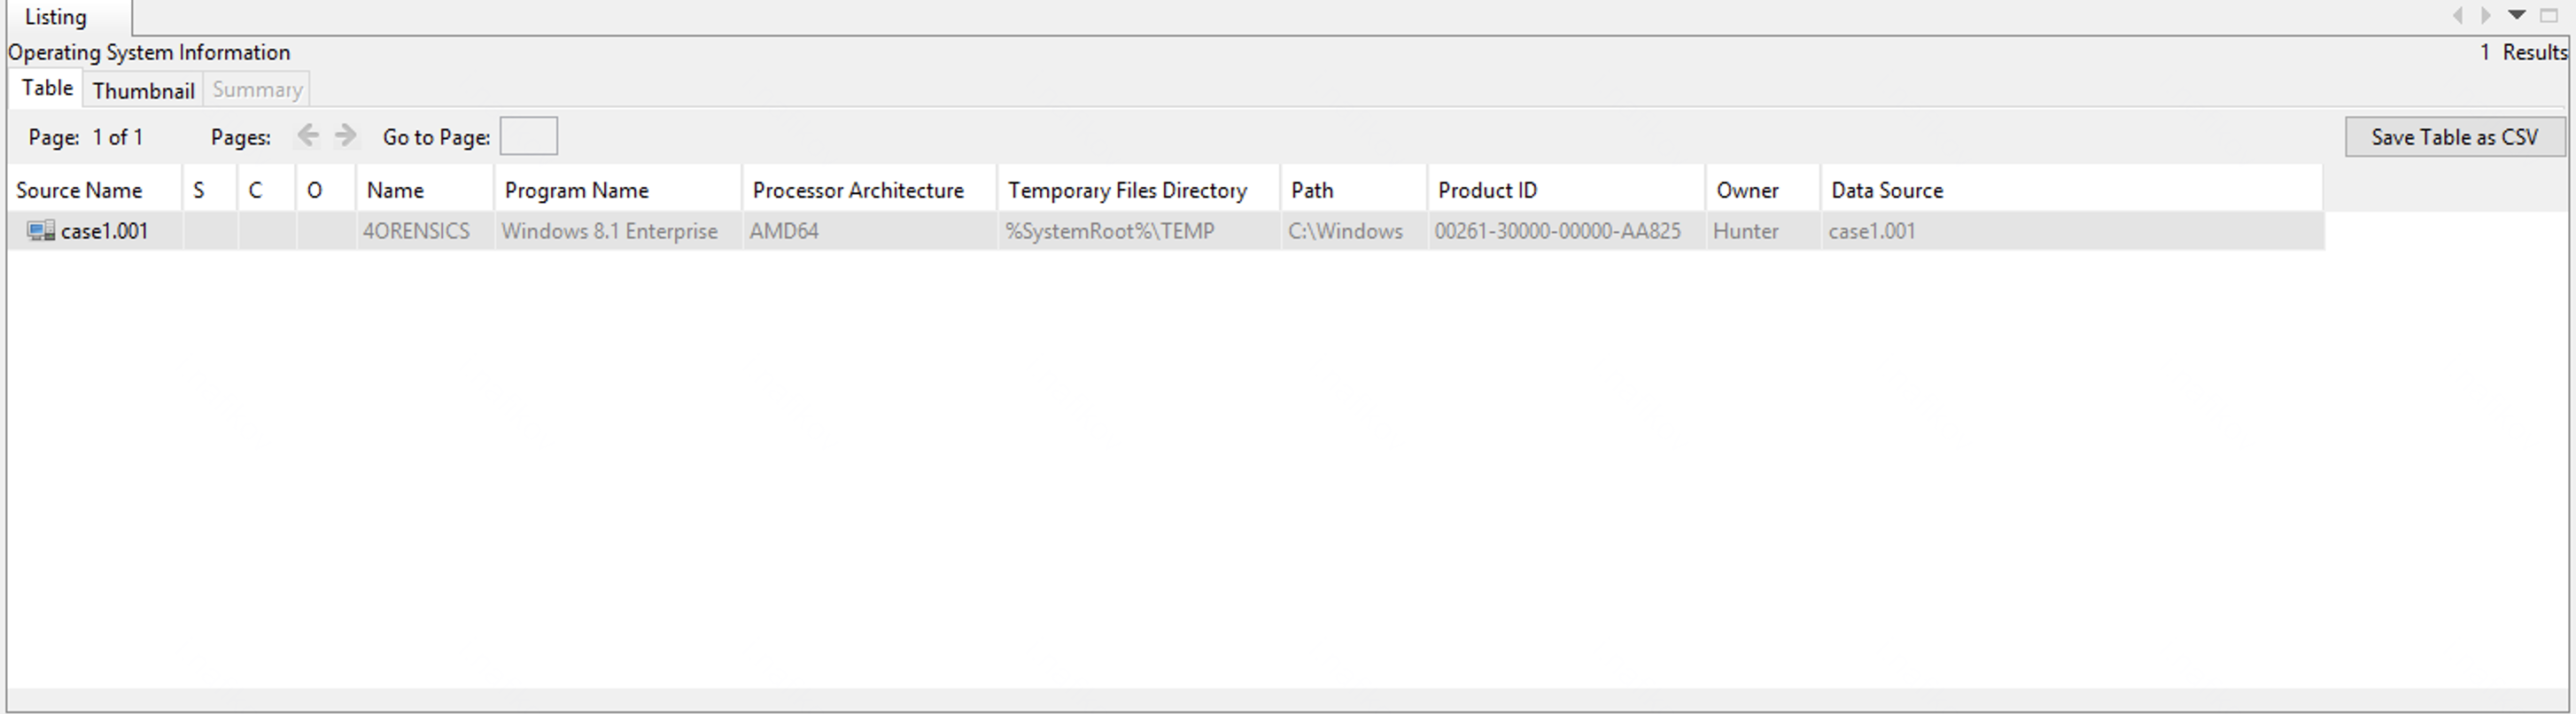 Listing
Operating System Information 1 Results
Table Thumbnail Summary
Page: 1 of 1 Pages: Go to Page: Save Table as CSV
Source Name S C O Name Program Name Processor Architecture Temporary Files Directory Path Product ID Owner Data Source
case1.001 4ORENSICS Windows 8.1 Enterprise AMD64 %SystemRoot%\TEMP C:\Windows 00261-30000-00000-AA825 Hunter case1.001